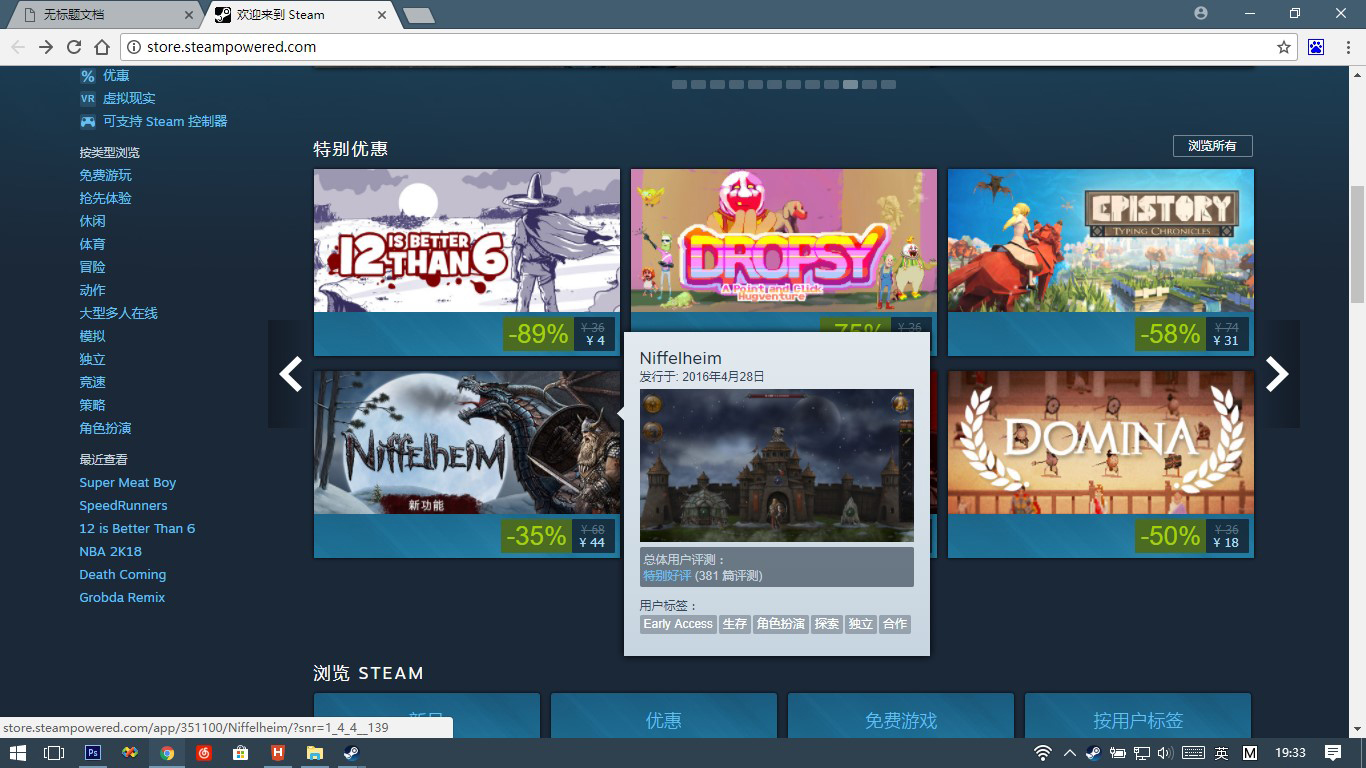 无标题文档
欢迎来到 Steam
store.steampowered.com
% 优惠
VR 虚拟现实
可支持 Steam 控制器
按类型浏览
免费游玩
抢先体验
休闲
体育
冒险
动作
大型多人在线
模拟
独立
竞速
策略
角色扮演
最近查看
Super Meat Boy
SpeedRunners
12 is Better Than 6
NBA 2K18
Death Coming
Grobda Remix
特别优惠
浏览所有
12 IS BETTER THAN 6
-89% ¥ 36
¥ 4
DROPSY
A Point and Click
Hugventure
-75% ¥ 36
EPISTORY
TYPING CHRONICLES
-58% ¥ 74
¥ 31
NIFFELHEIM
新功能
-35% ¥ 68
¥ 44
Niffelheim
发行于: 2016年4月28日
总体用户评测：
特别好评 (381 篇评测)
用户标签：
Early Access 生存 角色扮演 探索 独立 合作
DOMINA
-50% ¥ 36
¥ 18
浏览 STEAM
新品
优惠
免费游戏
按用户标签
store.steampowered.com/app/351100/Niffelheim/?snr=1_4_4__139
Ps
H
英
M
19:33